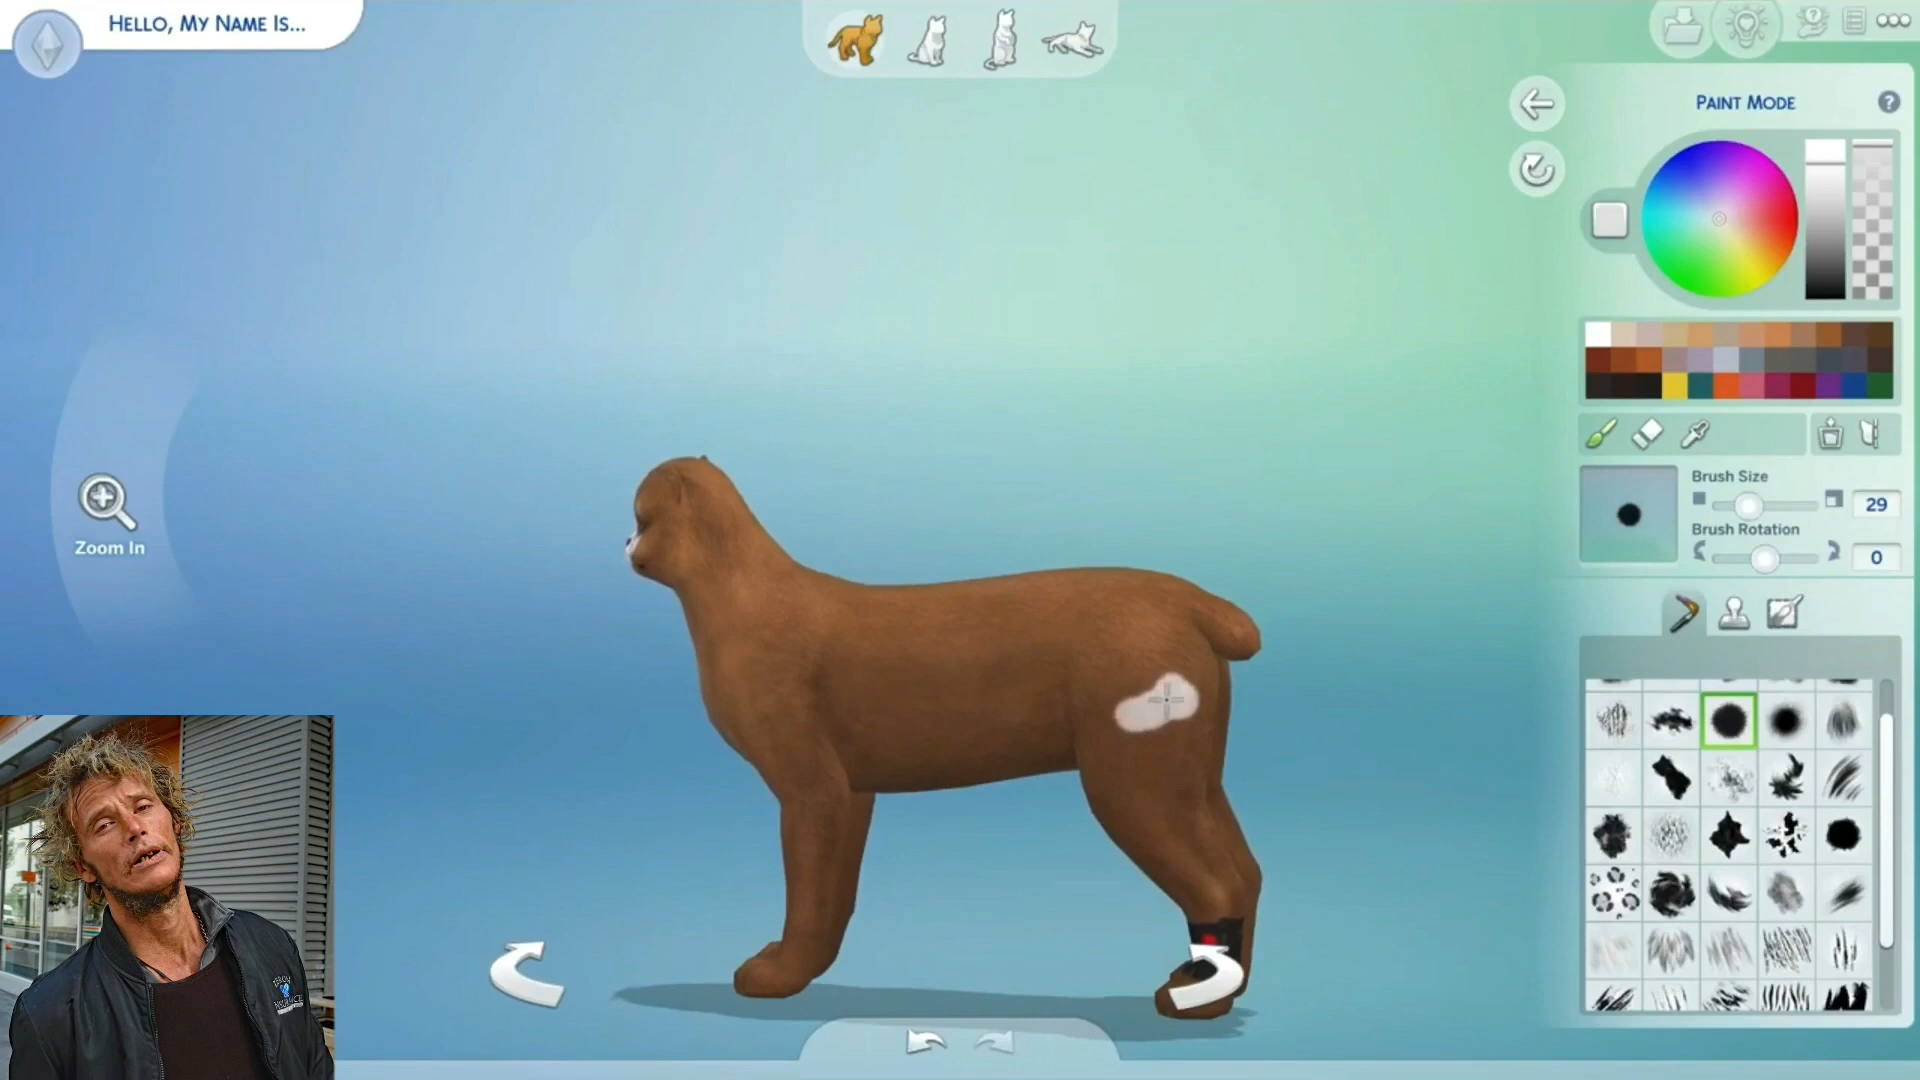 Hello, My Name Is...
Paint Mode
?
Brush Size
29
Brush Rotation
0
Zoom In